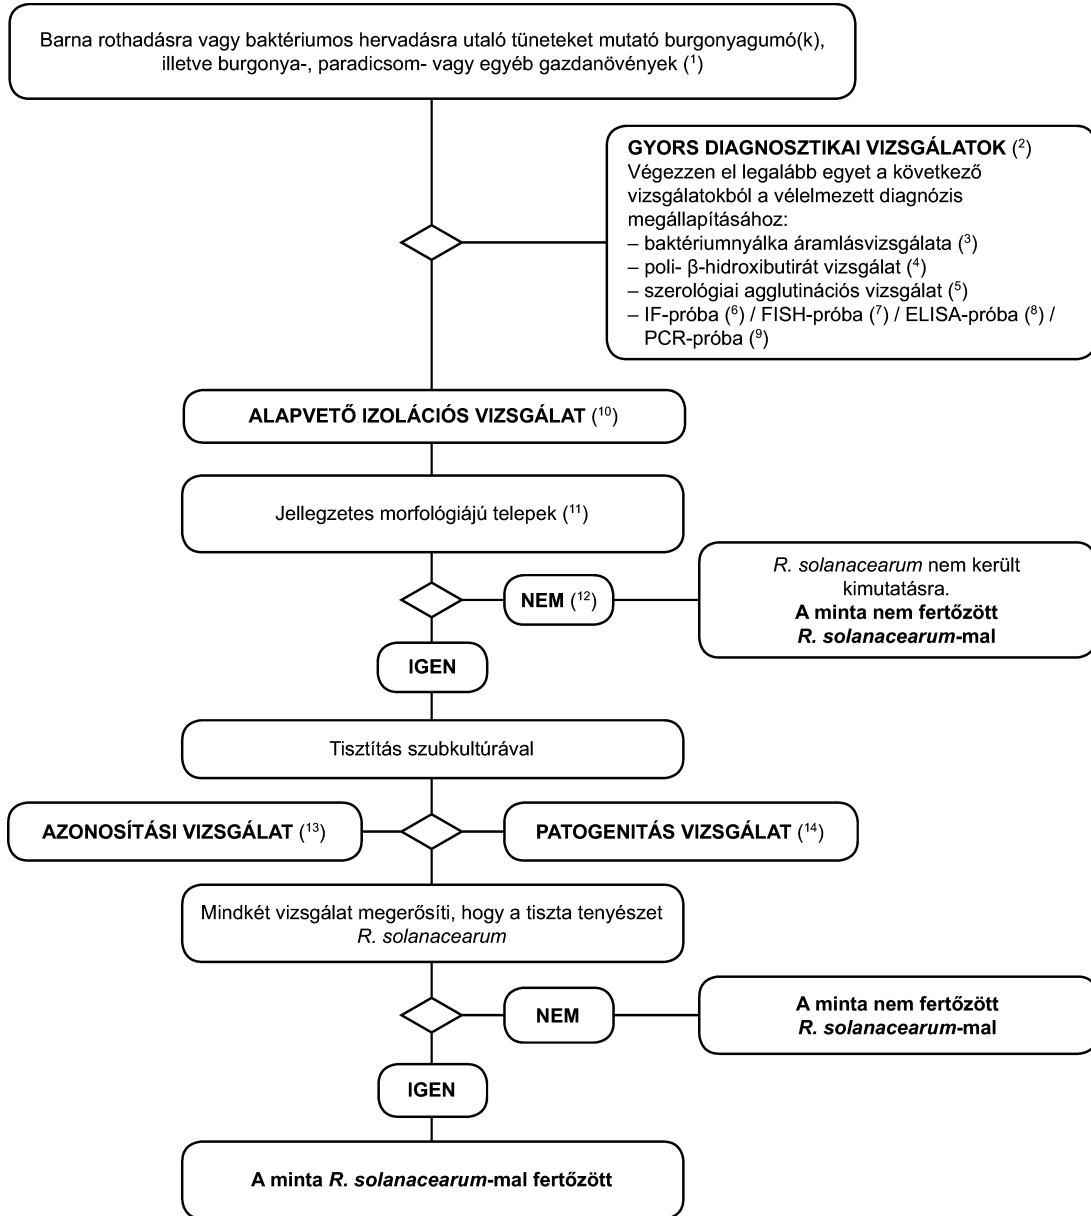 Barna rothadásra vagy baktériumos hervadásra utaló tüneteket mutató burgonyagumó(k),
illetve burgonya-, paradicsom- vagy egyéb gazdanövények (¹)
GYORS DIAGNOSZTIKAI VIZSGÁLATOK (²)
Végezzen el legalább egyet a következő
vizsgálatokból a vélelmezett diagnózis
megállapításához:
– baktériumnyálka áramlásvizsgálata (³)
– poli- β-hidroxibutirát vizsgálat (⁴)
– szerológiai agglutinációs vizsgálat (⁵)
– IF-próba (⁶) / FISH-próba (⁷) / ELISA-próba (⁸) /
PCR-próba (⁹)
ALAPVETŐ IZOLÁCIÓS VIZSGÁLAT (¹⁰)
Jellegzetes morfológiájú telepek (¹¹)
NEM (¹²)
R. solanacearum nem került
kimutatásra.
A minta nem fertőzött
R. solanacearum-mal
IGEN
Tisztítás szubkultúrával
AZONOSÍTÁSI VIZSGÁLAT (¹³)
PATOGENITÁS VIZSGÁLAT (¹⁴)
Mindkét vizsgálat megerősíti, hogy a tiszta tenyészet
R. solanacearum
NEM
A minta nem fertőzött
R. solanacearum-mal
IGEN
A minta R. solanacearum-mal fertőzött